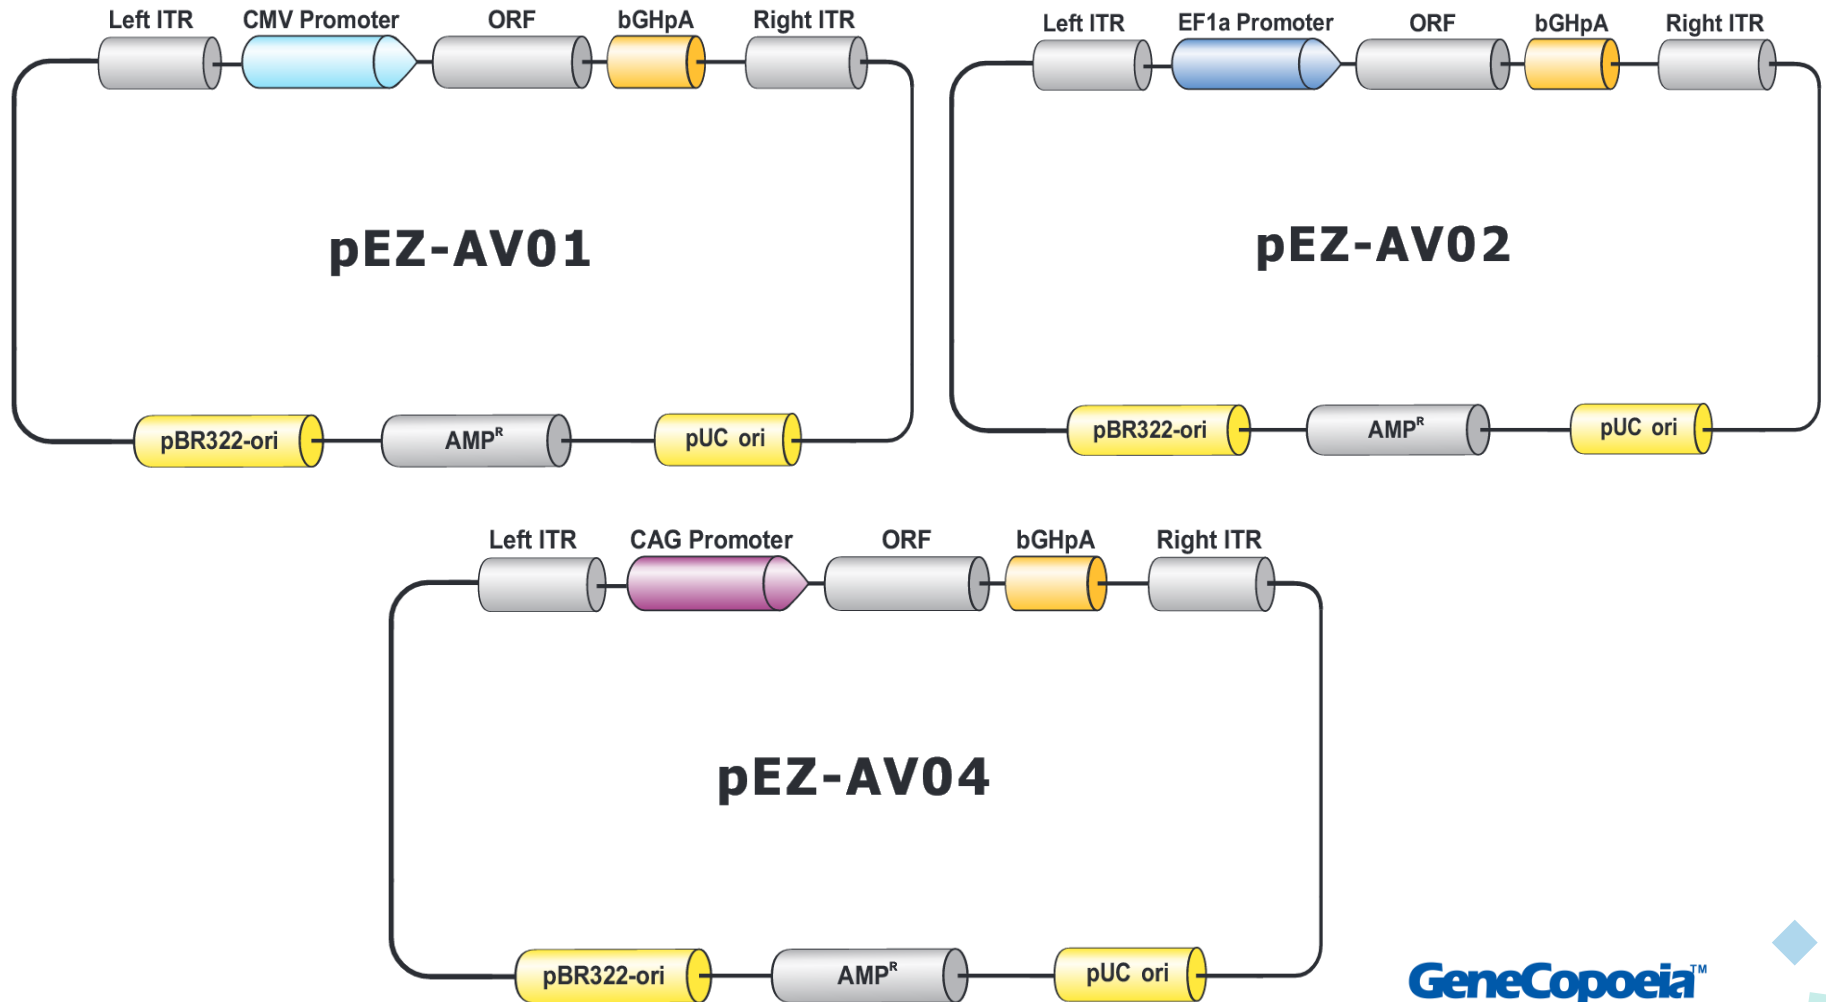 Left ITR CMV Promoter ORF bGHpA Right ITR
pEZ-AV01
pBR322-ori AMPᴿ pUC ori
Left ITR EF1a Promoter ORF bGHpA Right ITR
pEZ-AV02
pBR322-ori AMPᴿ pUC ori
Left ITR CAG Promoter ORF bGHpA Right ITR
pEZ-AV04
pBR322-ori AMPᴿ pUC ori
GeneCopoeia™